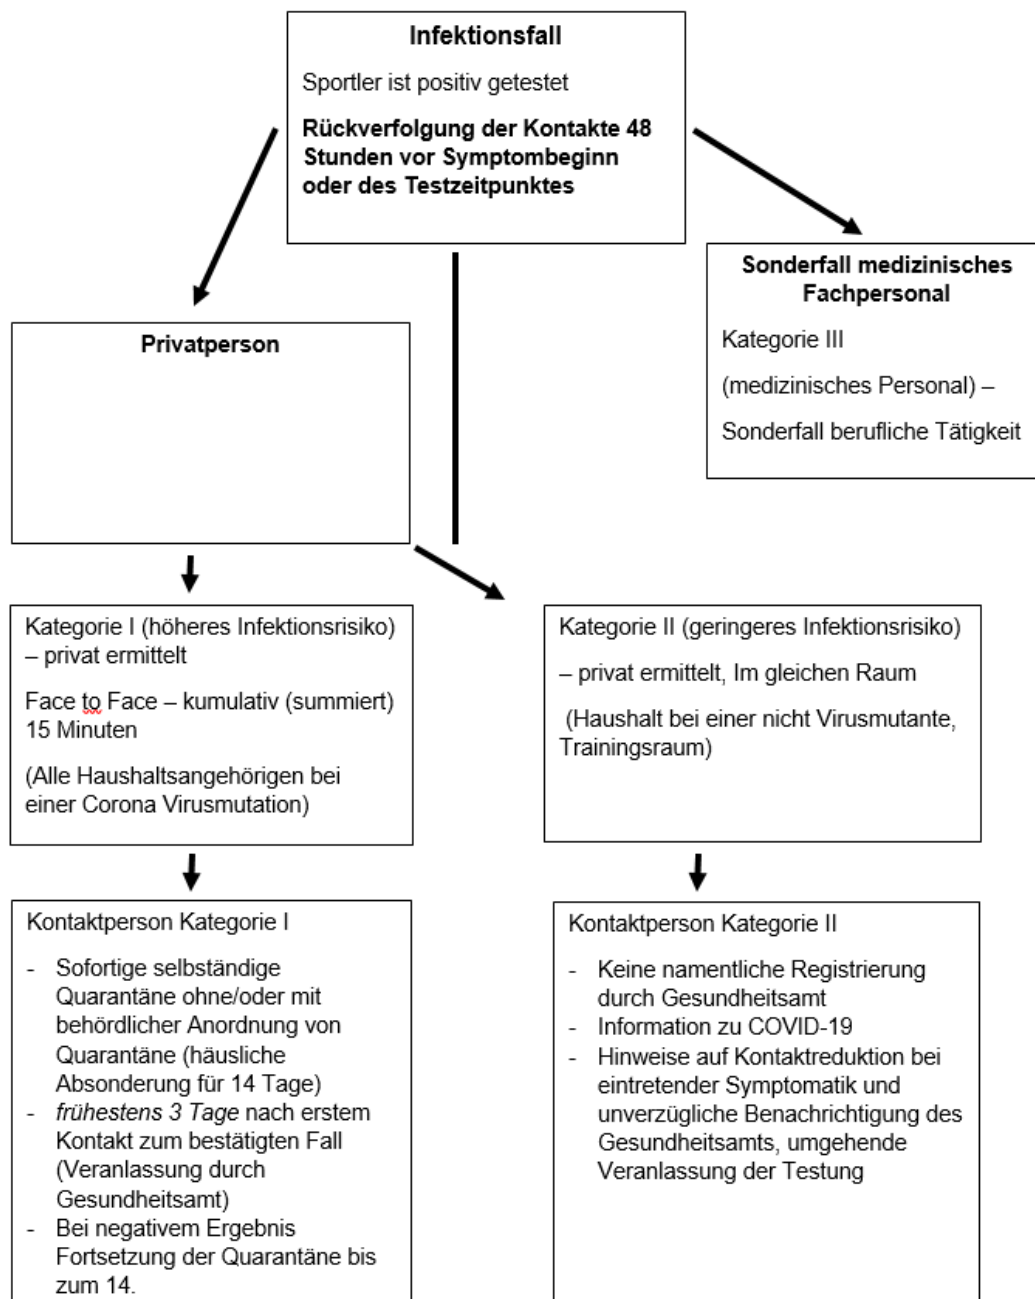 Infektionsfall
Sportler ist positiv getestet
Rückverfolgung der Kontakte 48
Stunden vor Symptombeginn
oder des Testzeitpunktes
Sonderfall medizinisches
Fachpersonal
Kategorie III
(medizinisches Personal) –
Sonderfall berufliche Tätigkeit
Privatperson
Kategorie I (höheres Infektionsrisiko)
– privat ermittelt
Face to Face – kumulativ (summiert)
15 Minuten
(Alle Haushaltsangehörigen bei
einer Corona Virusmutation)
Kategorie II (geringeres Infektionsrisiko)
– privat ermittelt, Im gleichen Raum
(Haushalt bei einer nicht Virusmutante,
Trainingsraum)
Kontaktperson Kategorie I
- Sofortige selbständige
Quarantäne ohne/oder mit
behördlicher Anordnung von
Quarantäne (häusliche
Absonderung für 14 Tage)
- frühestens 3 Tage nach erstem
Kontakt zum bestätigten Fall
(Veranlassung durch
Gesundheitsamt)
- Bei negativem Ergebnis
Fortsetzung der Quarantäne bis
zum 14.
Kontaktperson Kategorie II
- Keine namentliche Registrierung
durch Gesundheitsamt
- Information zu COVID-19
- Hinweise auf Kontaktreduktion bei
eintretender Symptomatik und
unverzügliche Benachrichtigung des
Gesundheitsamts, umgehende
Veranlassung der Testung